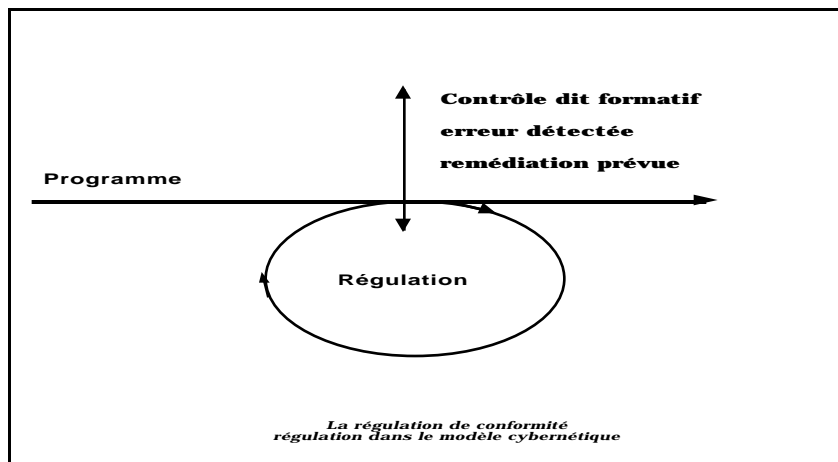 Contrôle dit formatif
erreur détectée
remédiation prévue
Programme
Régulation
La régulation de conformité
régulation dans le modèle cybernétique